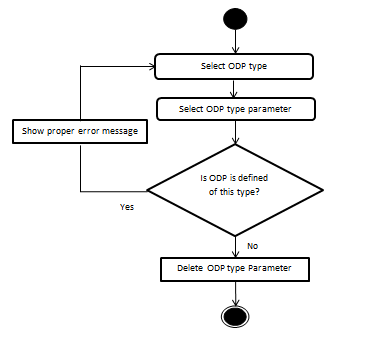 Select ODP type
Select ODP type parameter
Show proper error message
Is ODP is defined
of this type?
Yes
No
Delete ODP type Parameter